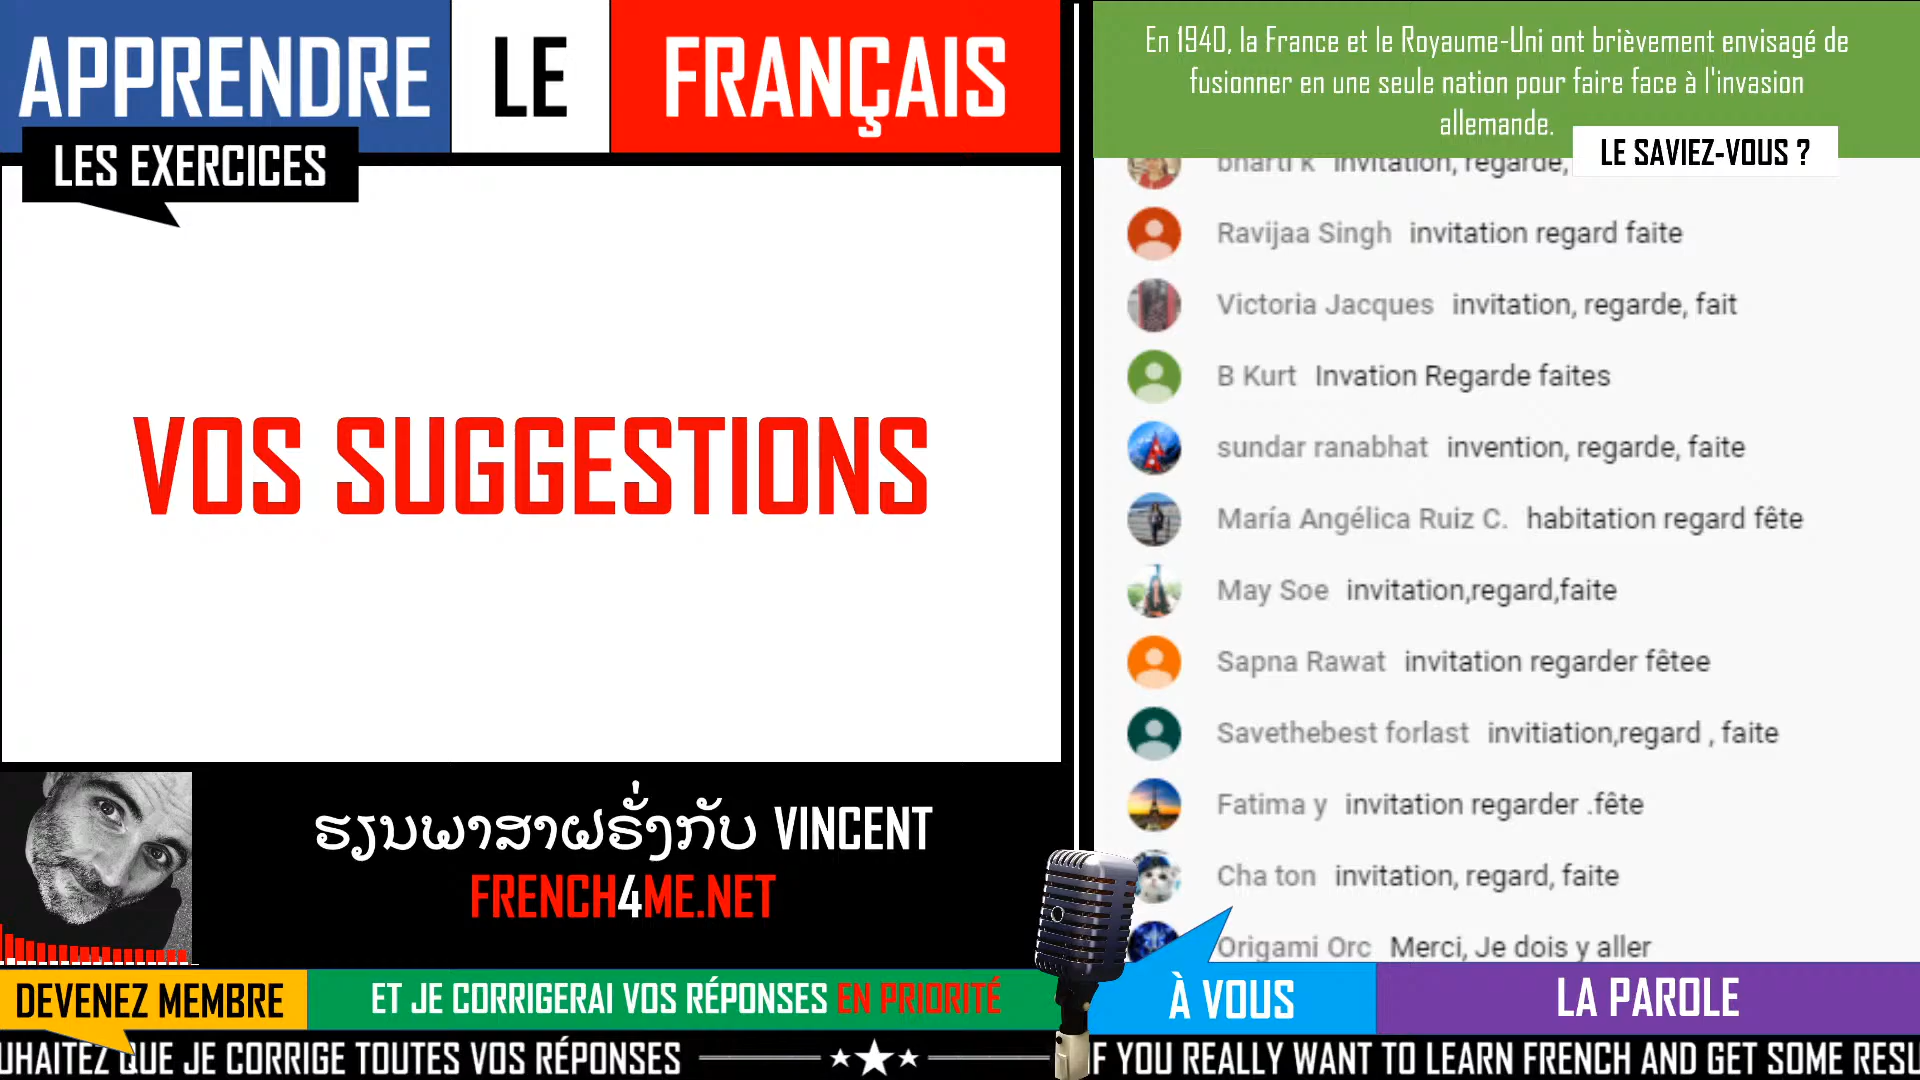 APPRENDRE LE FRANÇAIS
LES EXERCICES
VOS SUGGESTIONS
ຮຽນພາສາຝຣັ່ງກັບ VINCENT
FRENCH4ME.NET
DEVENEZ MEMBRE
ET JE CORRIGERAI VOS RÉPONSES EN PRIORITÉ
En 1940, la France et le Royaume-Uni ont brièvement envisagé de
fusionner en une seule nation pour faire face à l'invasion
allemande.
LE SAVIEZ-VOUS ?
bharti k invitation, regarde,
Ravijaa Singh invitation regard faite
Victoria Jacques invitation, regarde, fait
B Kurt Invation Regarde faites
sundar ranabhat invention, regarde, faite
María Angélica Ruiz C. habitation regard fête
May Soe invitation,regard,faite
Sapna Rawat invitation regarder fêtee
Savethebest forlast invitiation,regard , faite
Fatima y invitation regarder .fête
Cha ton invitation, regard, faite
Origami Orc Merci, Je dois y aller
À VOUS LA PAROLE
UHAITEZ QUE JE CORRIGE TOUTES VOS RÉPONSES
F YOU REALLY WANT TO LEARN FRENCH AND GET SOME RESU